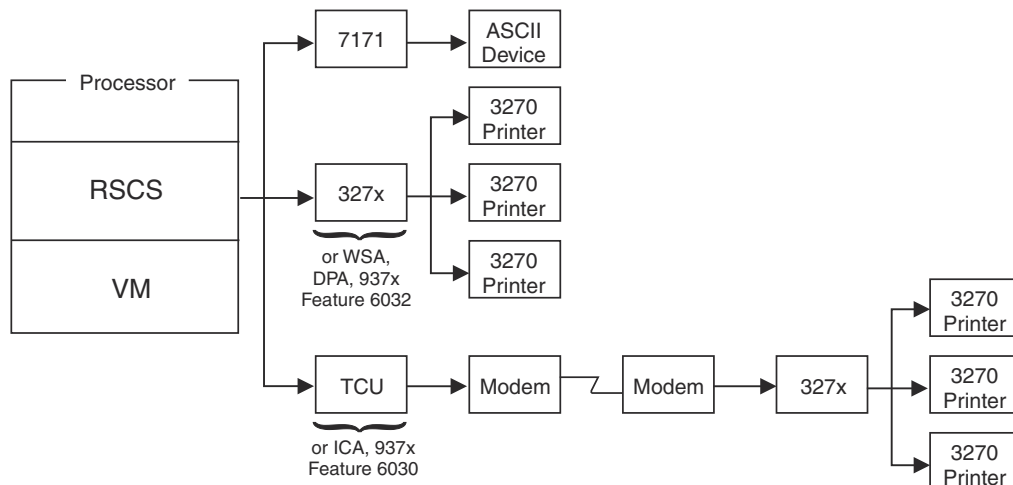 Processor
RSCS
VM
7171
ASCII
Device
327x
or WSA,
DPA, 937x
Feature 6032
3270
Printer
3270
Printer
3270
Printer
TCU
or ICA, 937x
Feature 6030
Modem
Modem
327x
3270
Printer
3270
Printer
3270
Printer